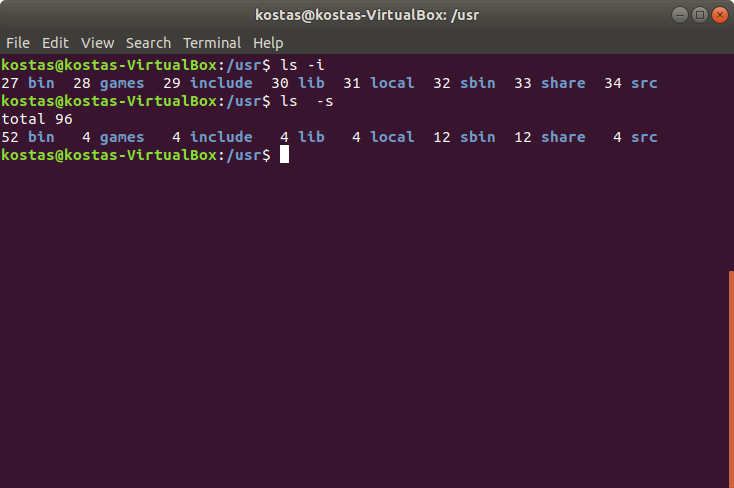 kostas@kostas-VirtualBox: /usr
File Edit View Search Terminal Help
kostas@kostas-VirtualBox:/usr$ ls -i
27 bin  28 games  29 include  30 lib  31 local  32 sbin  33 share  34 src
kostas@kostas-VirtualBox:/usr$ ls  -s
total 96
52 bin   4 games   4 include   4 lib   4 local  12 sbin  12 share   4 src
kostas@kostas-VirtualBox:/usr$